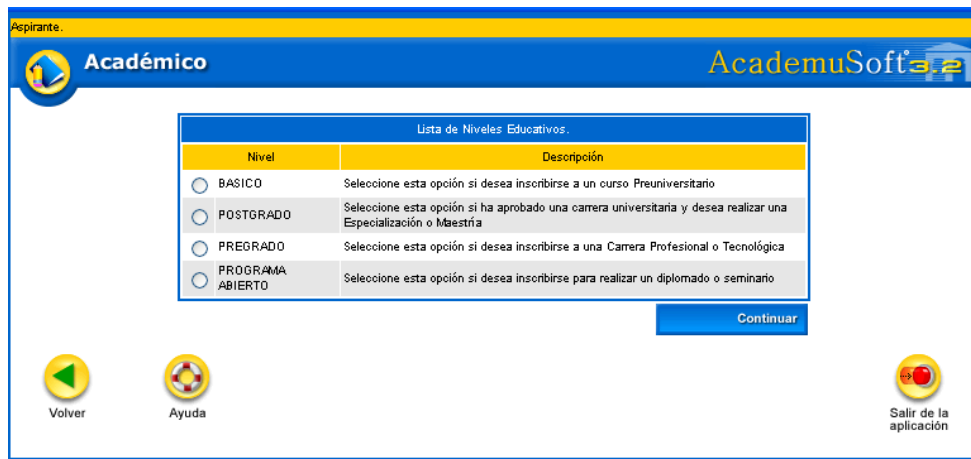 Aspirante.
Académico
AcademuSoft 3.2
Lista de Niveles Educativos.
Nivel Descripción
BASICO Seleccione esta opción si desea inscribirse a un curso Preuniversitario
POSTGRADO Seleccione esta opción si ha aprobado una carrera universitaria y desea realizar una
Especialización o Maestría
PREGRADO Seleccione esta opción si desea inscribirse a una Carrera Profesional o Tecnológica
PROGRAMA
ABIERTO Seleccione esta opción si desea inscribirse para realizar un diplomado o seminario
Continuar
Volver
Ayuda
Salir de la
aplicación